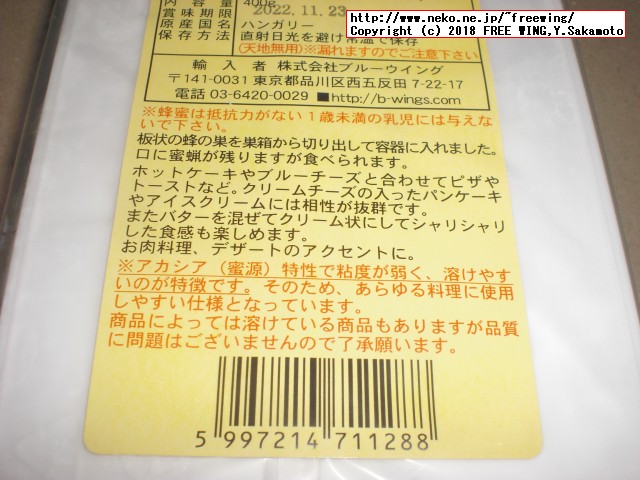 http://www.neko.ne.jp/~freewing/
Copyright (c) 2018 FREE WING,Y.Sakamoto
内容量 400g
賞味期限 2022.11.23
原産国名 ハンガリー
保存方法 直射日光を避け常温で保存
(天地無用)※漏れますのでご注意下さい
輸入者 株式会社ブルーウイング
〒141-0031 東京都品川区西五反田 7-22-17
電話 03-6420-0029 ■http://b-wings.com/
※蜂蜜は抵抗力がない1歳未満の乳児には与えな
いで下さい。
板状の蜂の巣を巣箱から切り出して容器に入れました。
口に蜜蝋が残りますが食べられます。
ホットケーキやブルーチーズと合わせてピザや
トーストなど。クリームチーズの入ったパンケーキ
やアイスクリームには相性が抜群です。
またバターを混ぜてクリーム状にしてシャリシャリ
した食感も楽しめます。
お肉料理、デザートのアクセントに。
※アカシア(蜜源)特性で粘度が弱く、溶けやす
いのが特徴です。そのため、あらゆる料理に使用
しやすい仕様となっています。
商品によっては溶けている商品もありますが品質
に問題はございませんので了承願います。
5 997214 711288